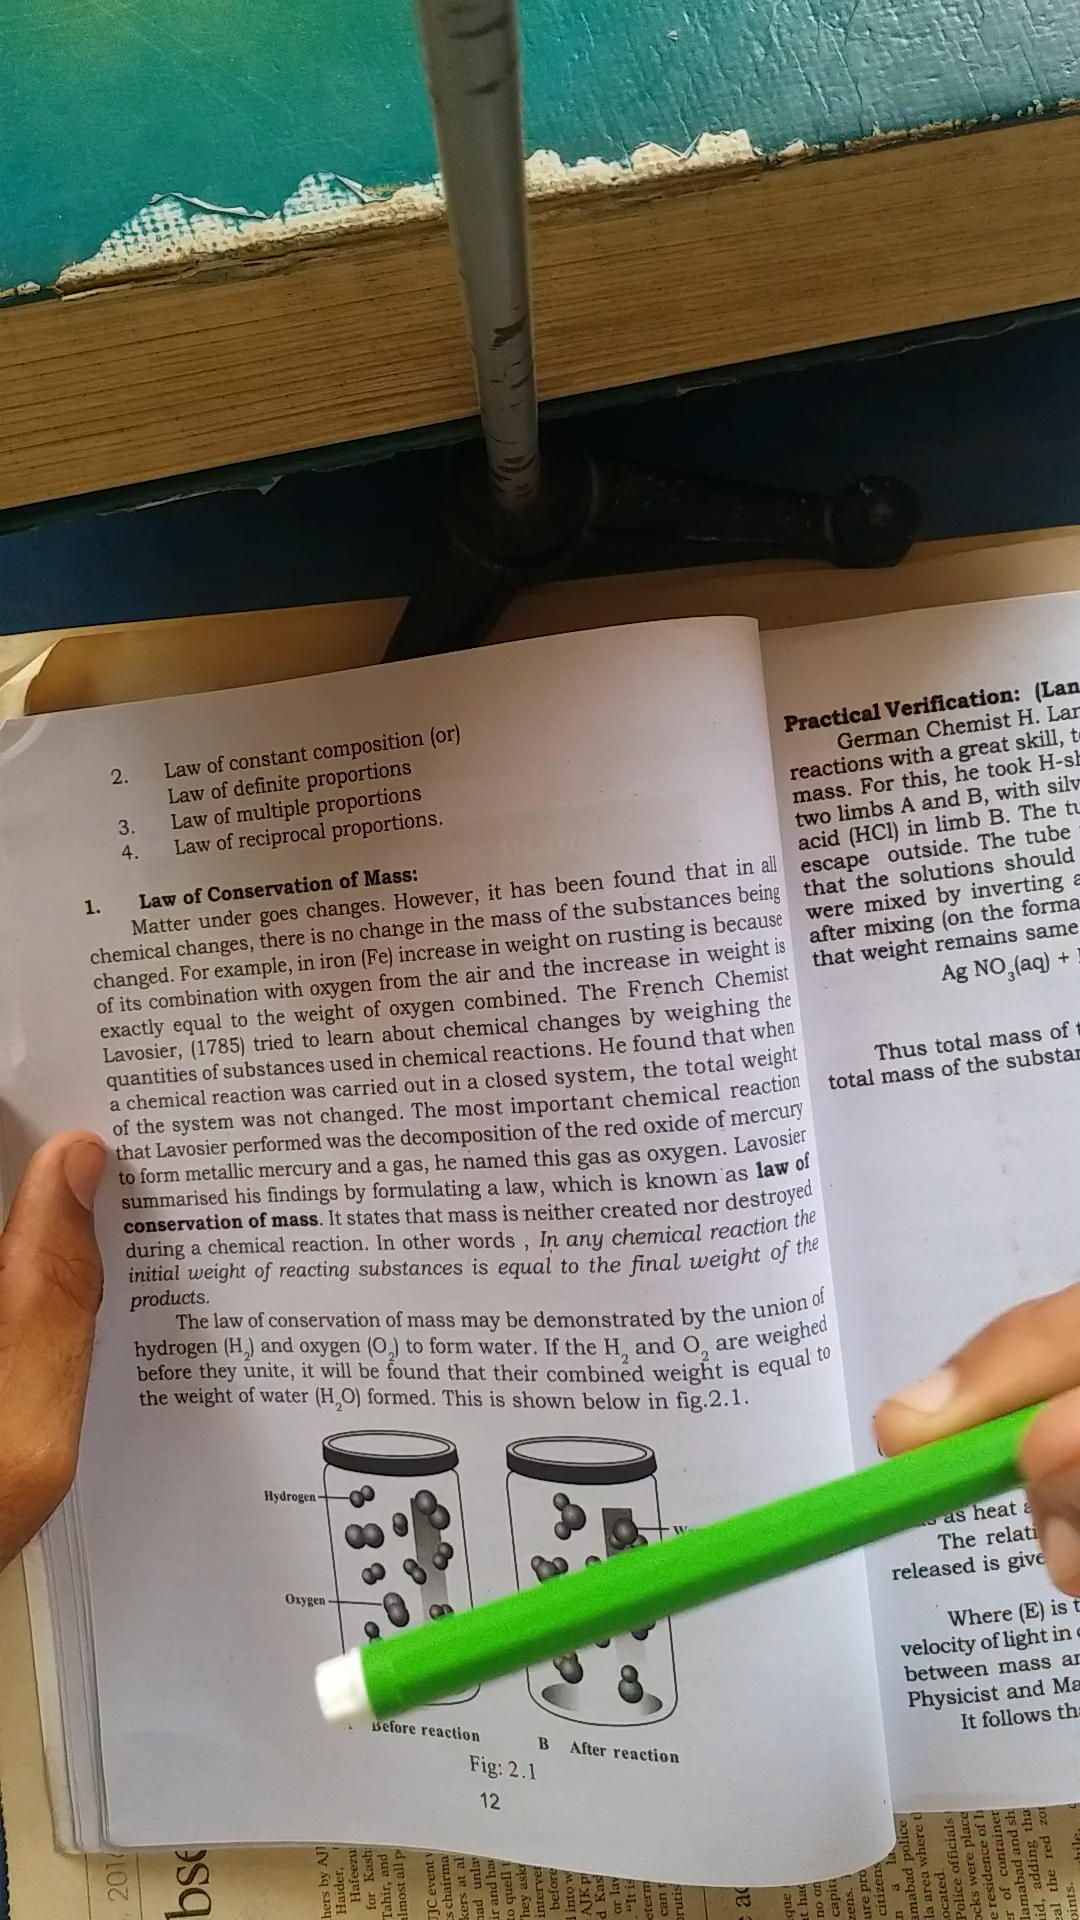 2. Law of constant composition (or)
Law of definite proportions
3. Law of multiple proportions
4. Law of reciprocal proportions.
1. Law of Conservation of Mass:
Matter under goes changes. However, it has been found that in all
chemical changes, there is no change in the mass of the substances being
changed. For example, in iron (Fe) increase in weight on rusting is because
of its combination with oxygen from the air and the increase in weight is
exactly equal to the weight of oxygen combined. The French Chemist
Lavosier, (1785) tried to learn about chemical changes by weighing the
quantities of substances used in chemical reactions. He found that when
a chemical reaction was carried out in a closed system, the total weight
of the system was not changed. The most important chemical reaction
that Lavosier performed was the decomposition of the red oxide of mercury
to form metallic mercury and a gas, he named this gas as oxygen. Lavosier
summarised his findings by formulating a law, which is known as law of
conservation of mass. It states that mass is neither created nor destroyed
during a chemical reaction. In other words , In any chemical reaction the
initial weight of reacting substances is equal to the final weight of the
products.
The law of conservation of mass may be demonstrated by the union of
hydrogen (H₂) and oxygen (O₂) to form water. If the H₂ and O₂ are weighed
before they unite, it will be found that their combined weight is equal to
the weight of water (H₂O) formed. This is shown below in fig.2.1.
Hydrogen
Oxygen
Before reaction
B After reaction
Fig: 2.1
12
Practical Verification: (Lan
German Chemist H. Lan
reactions with a great skill,
mass. For this, he took H-sh
two limbs A and B, with silv
acid (HCl) in limb B. The tu
escape outside. The tube
that the solutions should
were mixed by inverting a
after mixing (on the forma
that weight remains same
Ag NO₃(aq) +
Thus total mass of
total mass of the substan
as heat
The relati
released is give
Where (E) is t
velocity of light in
between mass an
Physicist and Ma
It follows tha